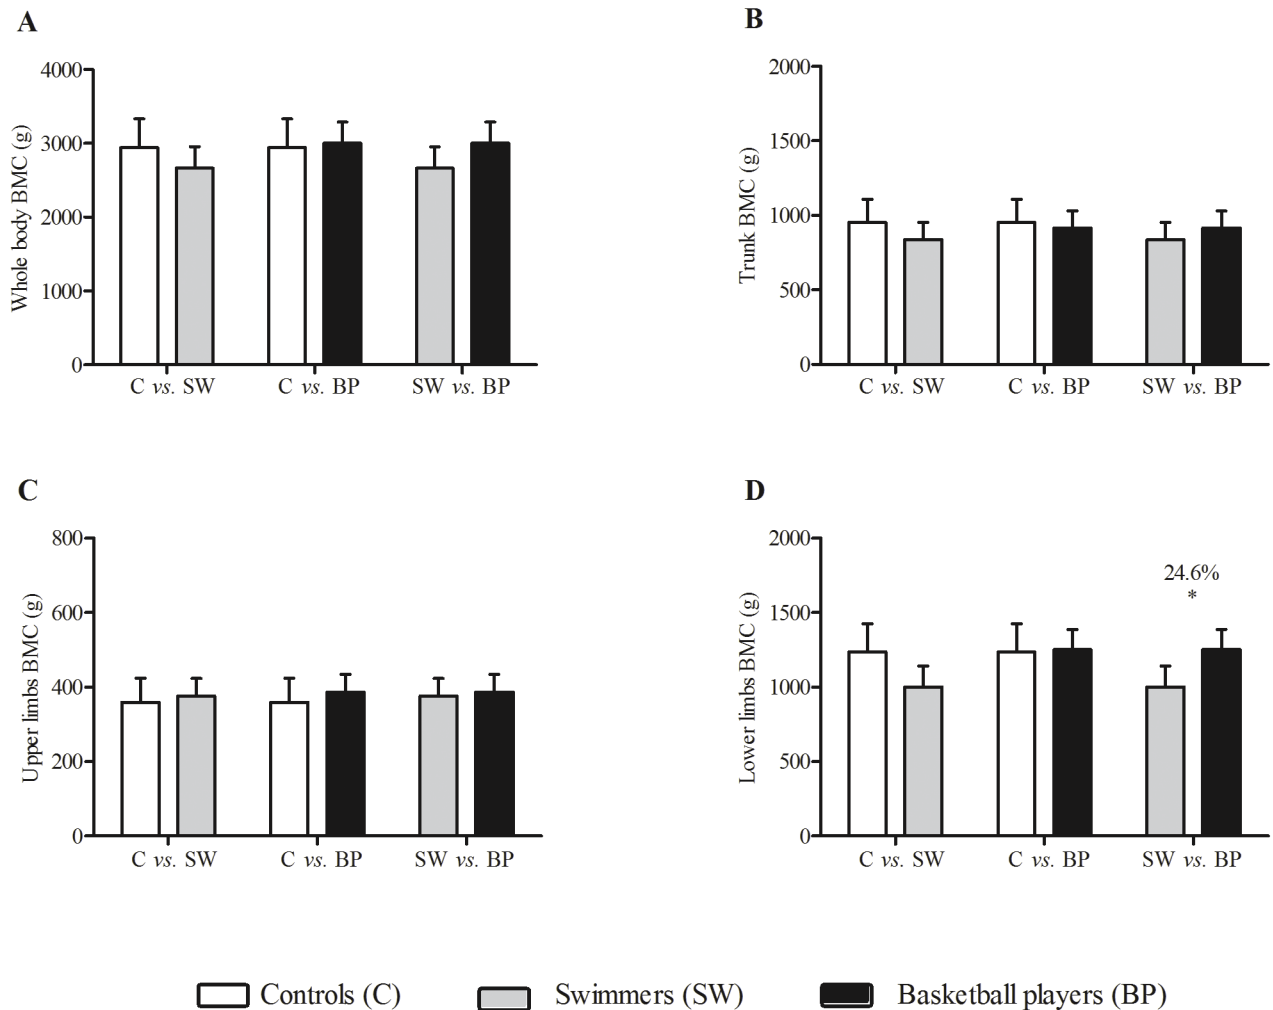 A
Whole body BMC (g)
4000
3000
2000
1000
0
C vs. SW
C vs. BP
SW vs. BP
B
Trunk BMC (g)
2000
1500
1000
500
0
C vs. SW
C vs. BP
SW vs. BP
C
Upper limbs BMC (g)
800
600
400
200
0
C vs. SW
C vs. BP
SW vs. BP
D
Lower limbs BMC (g)
2000
1500
1000
500
0
24.6%
*
C vs. SW
C vs. BP
SW vs. BP
Controls (C)
Swimmers (SW)
Basketball players (BP)